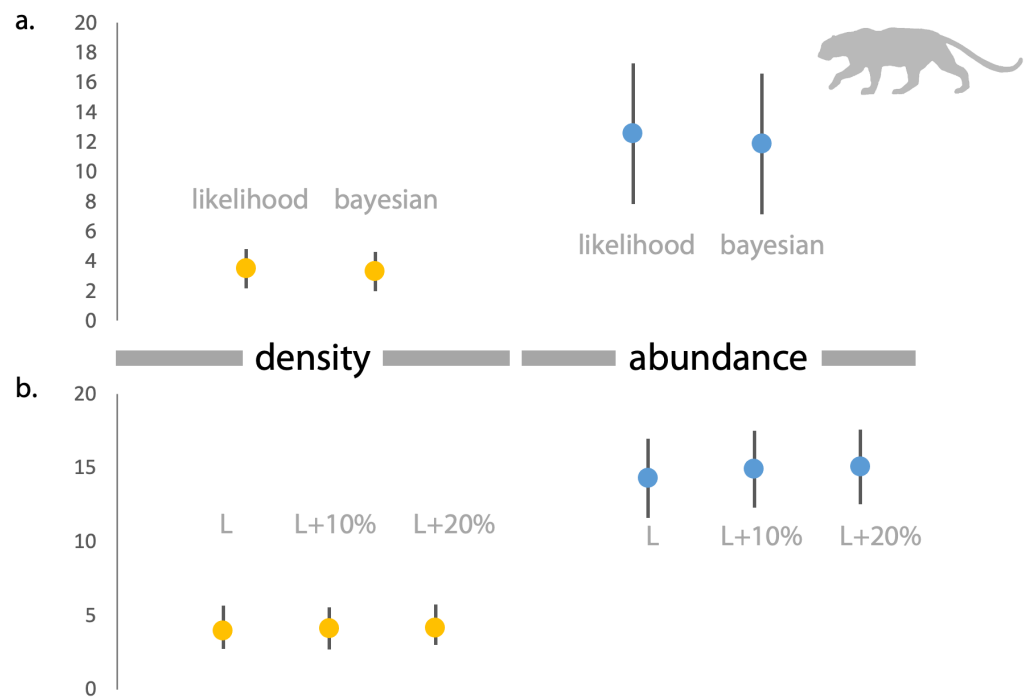 a.
20
18
16
14
12
10
8
6
4
2
0
likelihood bayesian
likelihood bayesian
density abundance
b.
20
15
10
5
0
L L+10% L+20%
L L+10% L+20%